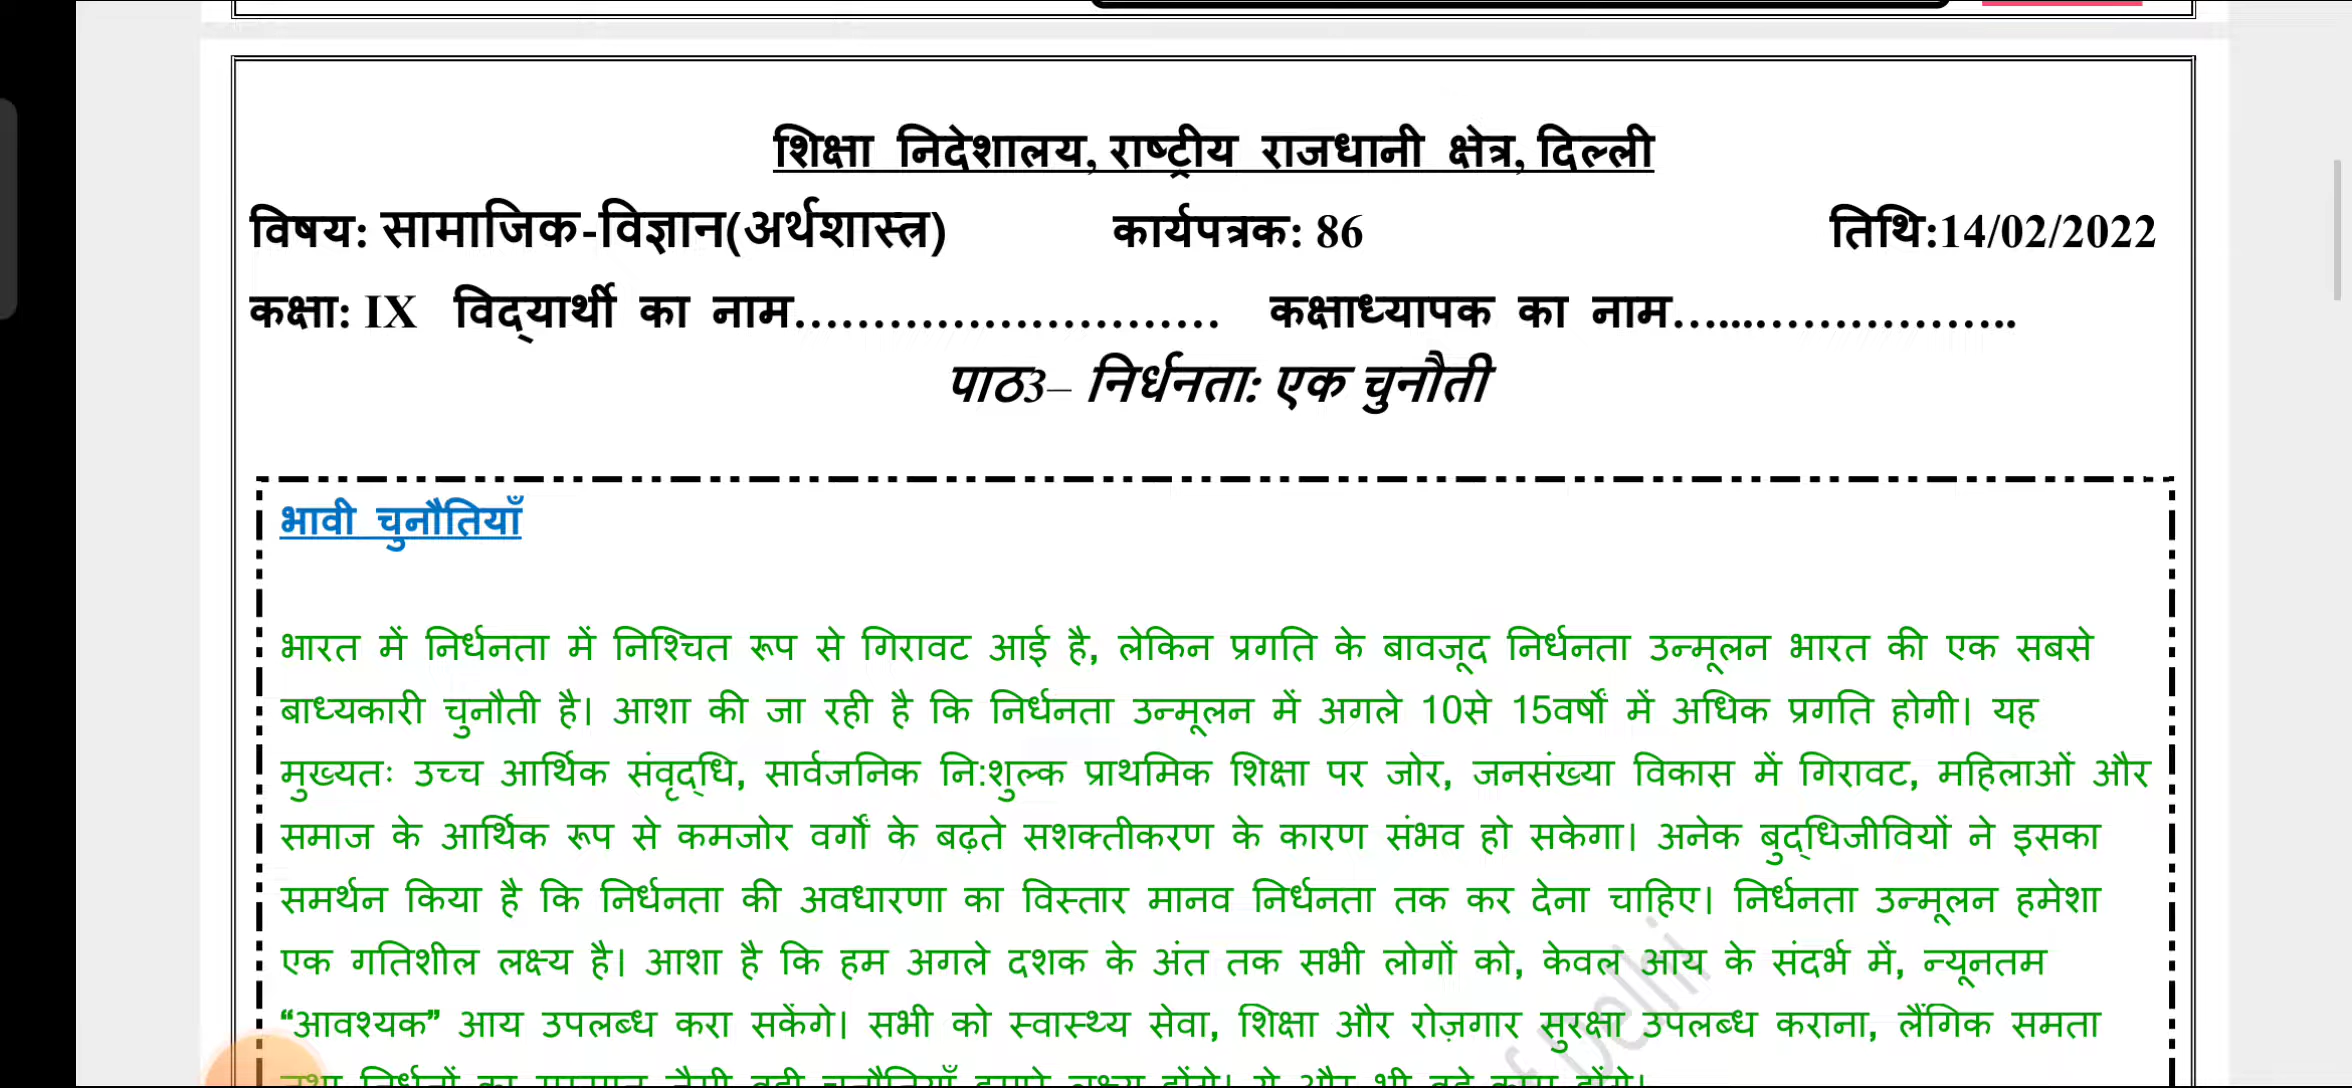 शिक्षा निदेशालय, राष्ट्रीय राजधानी क्षेत्र, दिल्ली
विषय: सामाजिक-विज्ञान(अर्थशास्त्र) कार्यपत्रक: 86 तिथि:14/02/2022
कक्षा: IX विद्यार्थी का नाम........................... कक्षाध्यापक का नाम......................
पाठ3– निर्धनता: एक चुनौती
भावी चुनौतियाँ
भारत में निर्धनता में निश्चित रूप से गिरावट आई है, लेकिन प्रगति के बावजूद निर्धनता उन्मूलन भारत की एक सबसे
बाध्यकारी चुनौती है। आशा की जा रही है कि निर्धनता उन्मूलन में अगले 10से 15वर्षों में अधिक प्रगति होगी। यह
मुख्यतः उच्च आर्थिक संवृद्धि, सार्वजनिक नि:शुल्क प्राथमिक शिक्षा पर जोर, जनसंख्या विकास में गिरावट, महिलाओं और
समाज के आर्थिक रूप से कमजोर वर्गों के बढ़ते सशक्तीकरण के कारण संभव हो सकेगा। अनेक बुद्धिजीवियों ने इसका
समर्थन किया है कि निर्धनता की अवधारणा का विस्तार मानव निर्धनता तक कर देना चाहिए। निर्धनता उन्मूलन हमेशा
एक गतिशील लक्ष्य है। आशा है कि हम अगले दशक के अंत तक सभी लोगों को, केवल आय के संदर्भ में, न्यूनतम
“आवश्यक” आय उपलब्ध करा सकेंगे। सभी को स्वास्थ्य सेवा, शिक्षा और रोज़गार सुरक्षा उपलब्ध कराना, लैंगिक समता
of Delhi